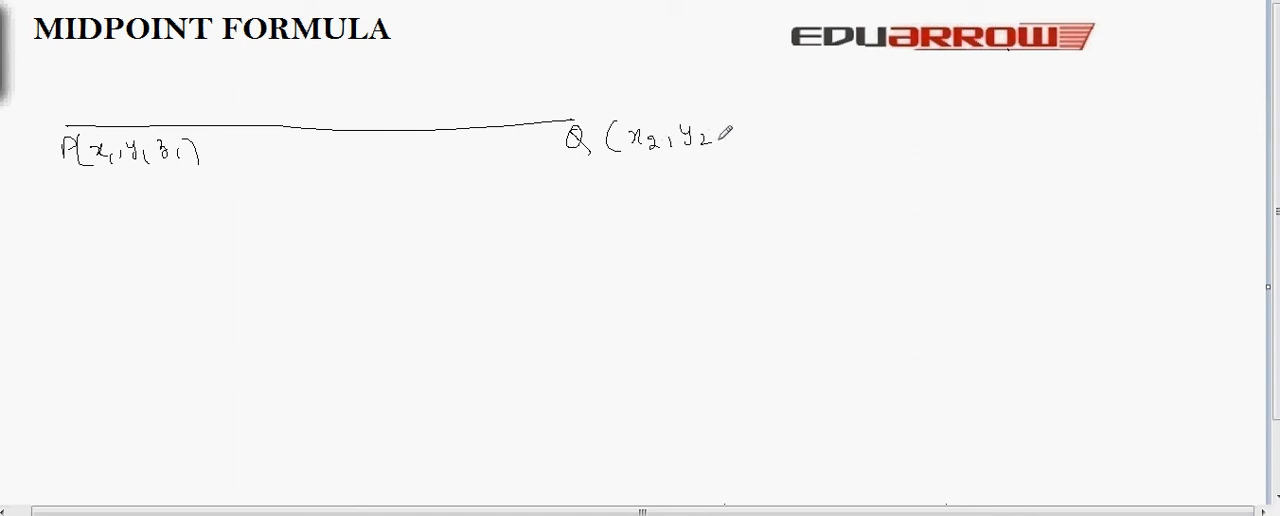 MIDPOINT FORMULA
EDUARROW
P(x₁, y₁ z₁)
Q (x₂, y₂